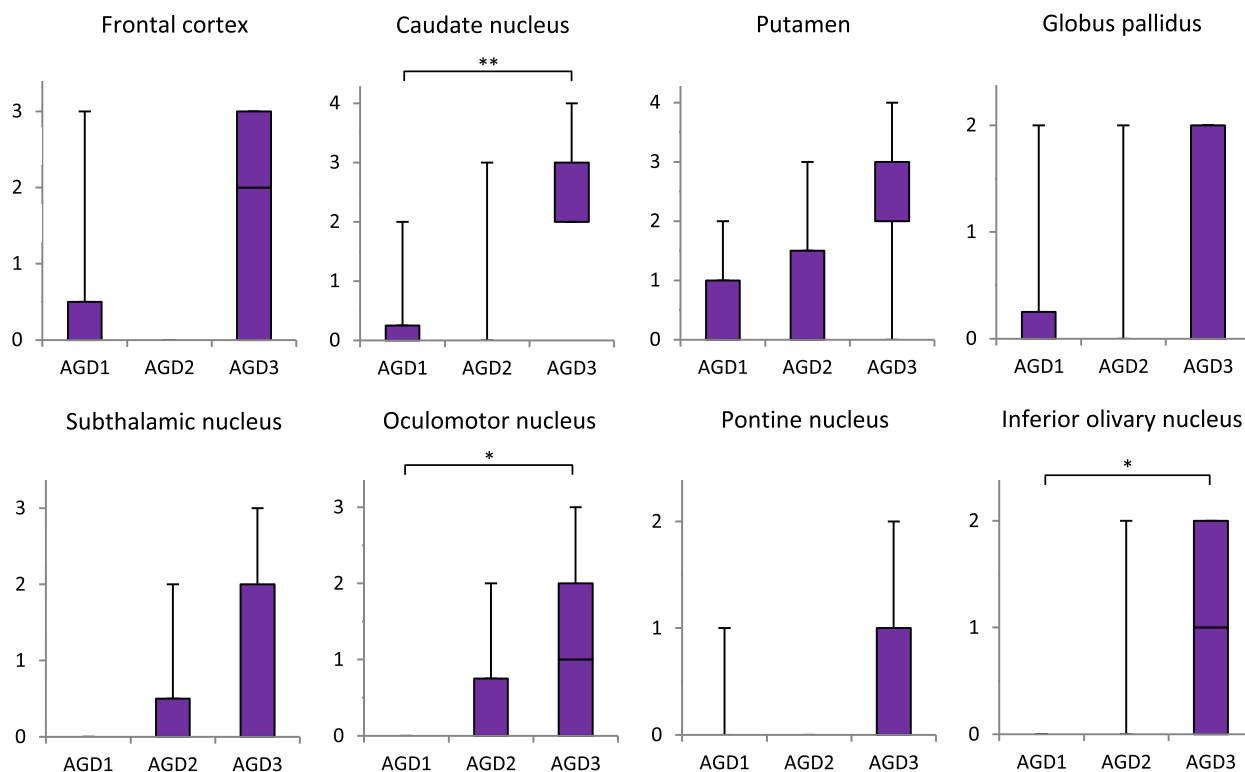 Frontal cortex
3
2
1
0
AGD1 AGD2 AGD3
Caudate nucleus
**
4
3
2
1
0
AGD1 AGD2 AGD3
Putamen
4
3
2
1
0
AGD1 AGD2 AGD3
Globus pallidus
2
1
0
AGD1 AGD2 AGD3
Subthalamic nucleus
3
2
1
0
AGD1 AGD2 AGD3
Oculomotor nucleus
*
3
2
1
0
AGD1 AGD2 AGD3
Pontine nucleus
2
1
0
AGD1 AGD2 AGD3
Inferior olivary nucleus
*
2
1
0
AGD1 AGD2 AGD3